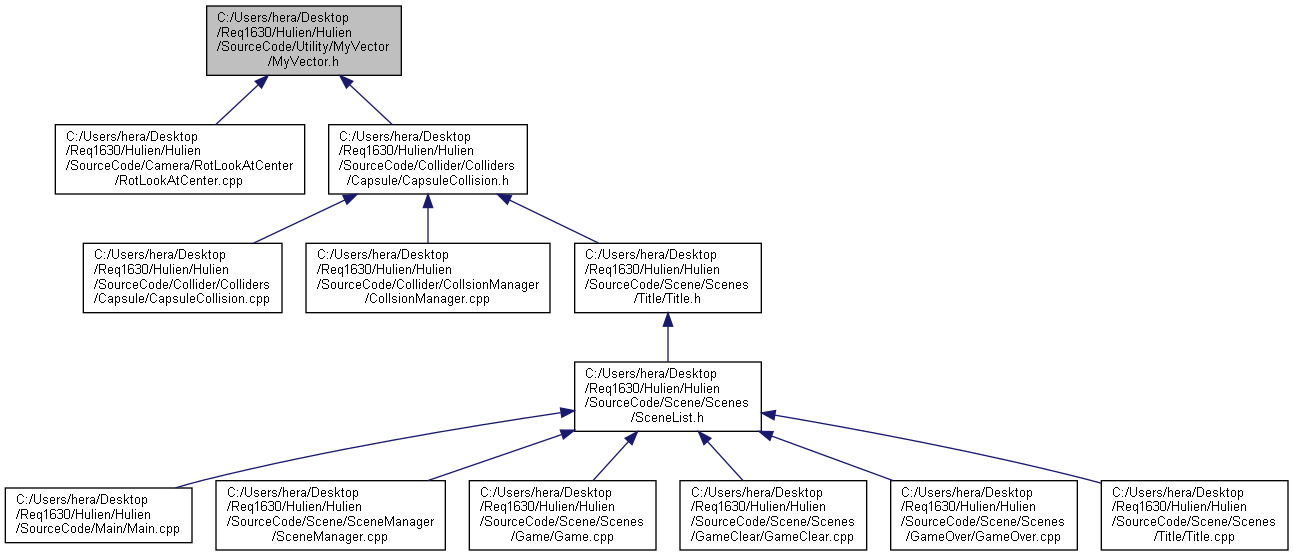 C:/Users/hera/Desktop
/Req1630/Hulien/Hulien
/SourceCode/Utility/MyVector
/MyVector.h
C:/Users/hera/Desktop
/Req1630/Hulien/Hulien
/SourceCode/Camera/RotLookAtCenter
/RotLookAtCenter.cpp
C:/Users/hera/Desktop
/Req1630/Hulien/Hulien
/SourceCode/Collider/Colliders
/Capsule/CapsuleCollision.h
C:/Users/hera/Desktop
/Req1630/Hulien/Hulien
/SourceCode/Collider/Colliders
/Capsule/CapsuleCollision.cpp
C:/Users/hera/Desktop
/Req1630/Hulien/Hulien
/SourceCode/Collider/CollsionManager
/CollsionManager.cpp
C:/Users/hera/Desktop
/Req1630/Hulien/Hulien
/SourceCode/Scene/Scenes
/Title/Title.h
C:/Users/hera/Desktop
/Req1630/Hulien/Hulien
/SourceCode/Scene/Scenes
/SceneList.h
C:/Users/hera/Desktop
/Req1630/Hulien/Hulien
/SourceCode/Main/Main.cpp
C:/Users/hera/Desktop
/Req1630/Hulien/Hulien
/SourceCode/Scene/SceneManager
/SceneManager.cpp
C:/Users/hera/Desktop
/Req1630/Hulien/Hulien
/SourceCode/Scene/Scenes
/Game/Game.cpp
C:/Users/hera/Desktop
/Req1630/Hulien/Hulien
/SourceCode/Scene/Scenes
/GameClear/GameClear.cpp
C:/Users/hera/Desktop
/Req1630/Hulien/Hulien
/SourceCode/Scene/Scenes
/GameOver/GameOver.cpp
C:/Users/hera/Desktop
/Req1630/Hulien/Hulien
/SourceCode/Scene/Scenes
/Title/Title.cpp